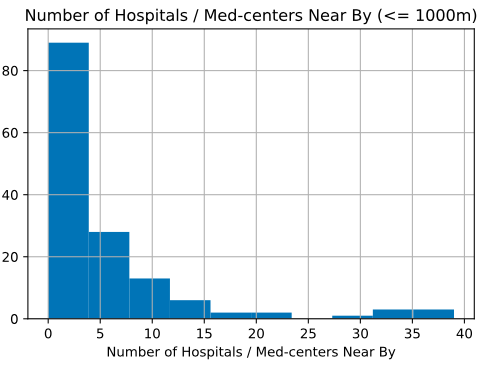 Number of Hospitals / Med-centers Near By (<= 1000m)
80
60
40
20
0
0 5 10 15 20 25 30 35 40
Number of Hospitals / Med-centers Near By